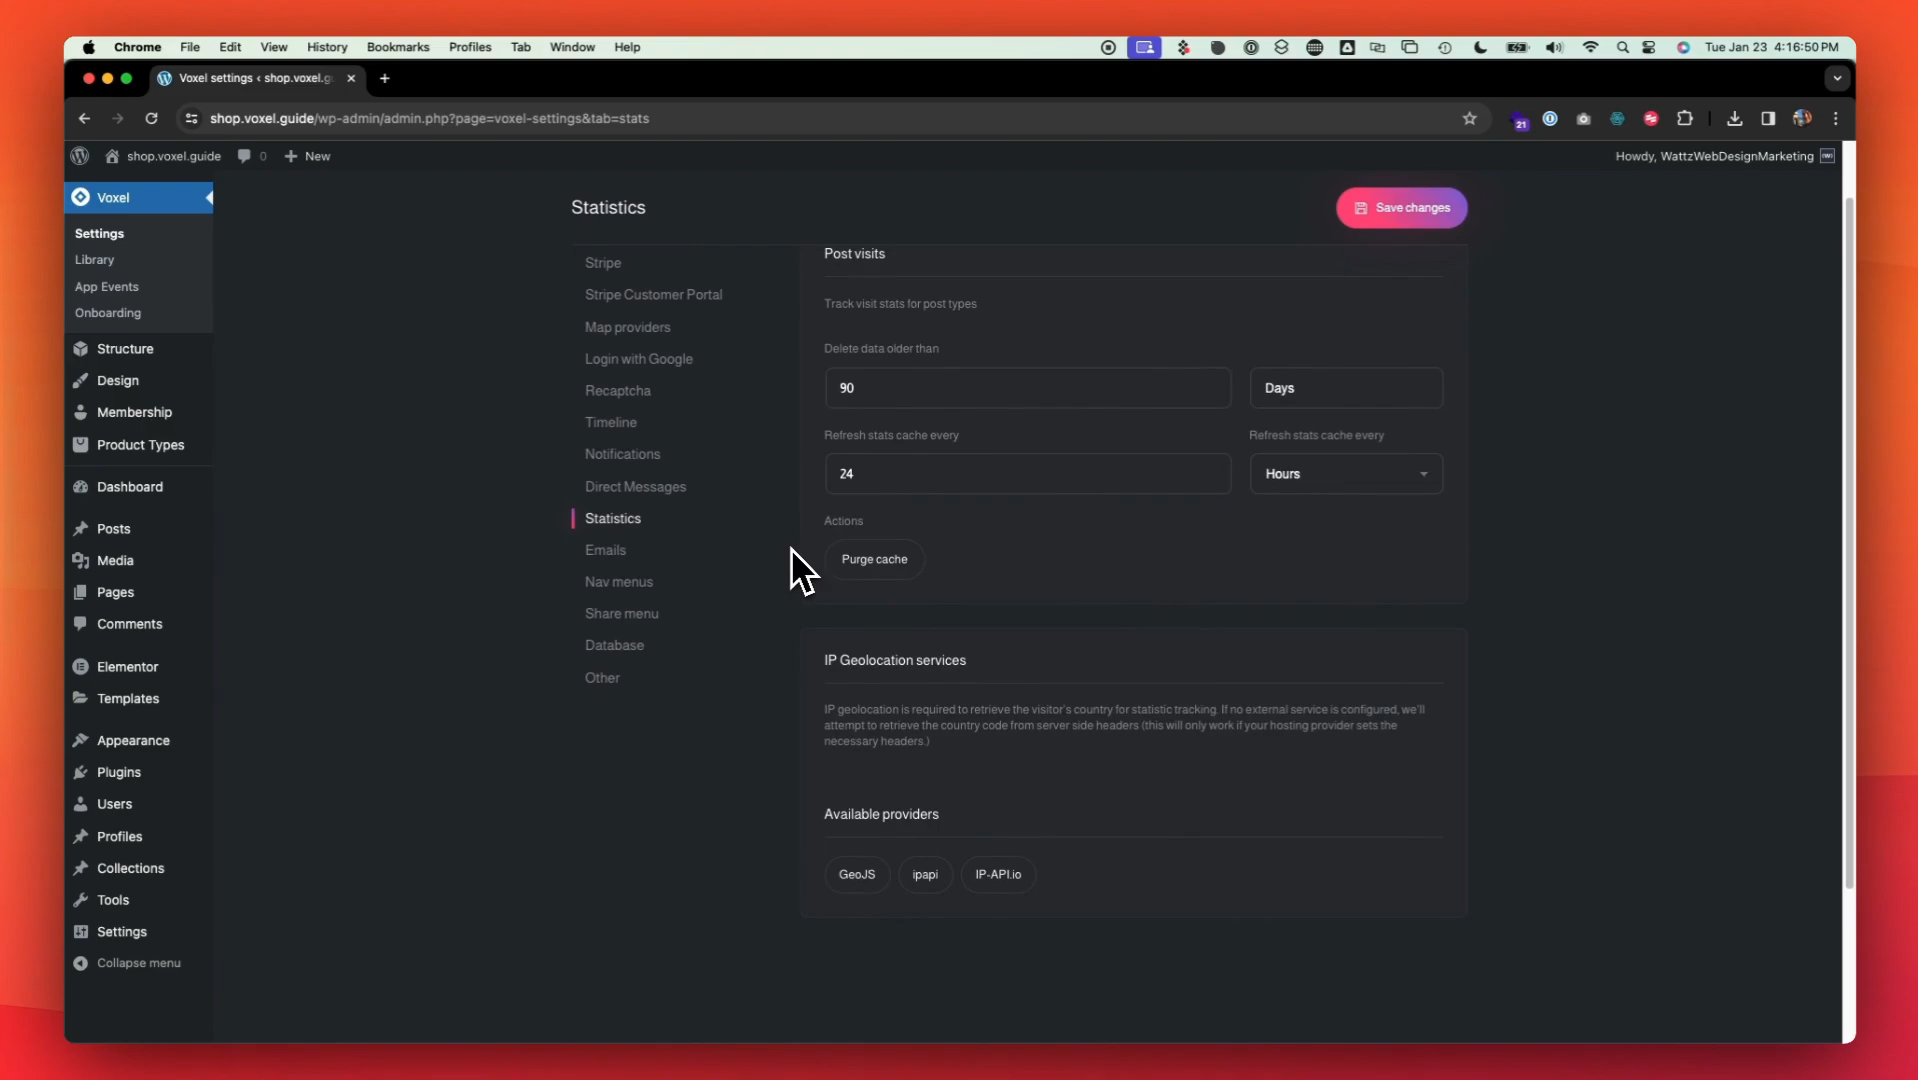 Chrome File Edit View History Bookmarks Profiles Tab Window Help Tue Jan 23 4:16:50 PM
Voxel settings ‹ shop.voxel.g
shop.voxel.guide/wp-admin/admin.php?page=voxel-settings&tab=stats 21
shop.voxel.guide 0 New Howdy, WattzWebDesignMarketing
Voxel
Settings
Library
App Events
Onboarding
Structure
Design
Membership
Product Types
Dashboard
Posts
Media
Pages
Comments
Elementor
Templates
Appearance
Plugins
Users
Profiles
Collections
Tools
Settings
Collapse menu
Statistics Save changes
Stripe
Stripe Customer Portal
Map providers
Login with Google
Recaptcha
Timeline
Notifications
Direct Messages
Statistics
Emails
Nav menus
Share menu
Database
Other
Post visits
Track visit stats for post types
Delete data older than
90 Days
Refresh stats cache every Refresh stats cache every
24 Hours
Actions
Purge cache
IP Geolocation services
IP geolocation is required to retrieve the visitor's country for statistic tracking. If no external service is configured, we'll
attempt to retrieve the country code from server side headers (this will only work if your hosting provider sets the
necessary headers.)
Available providers
GeoJS ipapi IP-API.io